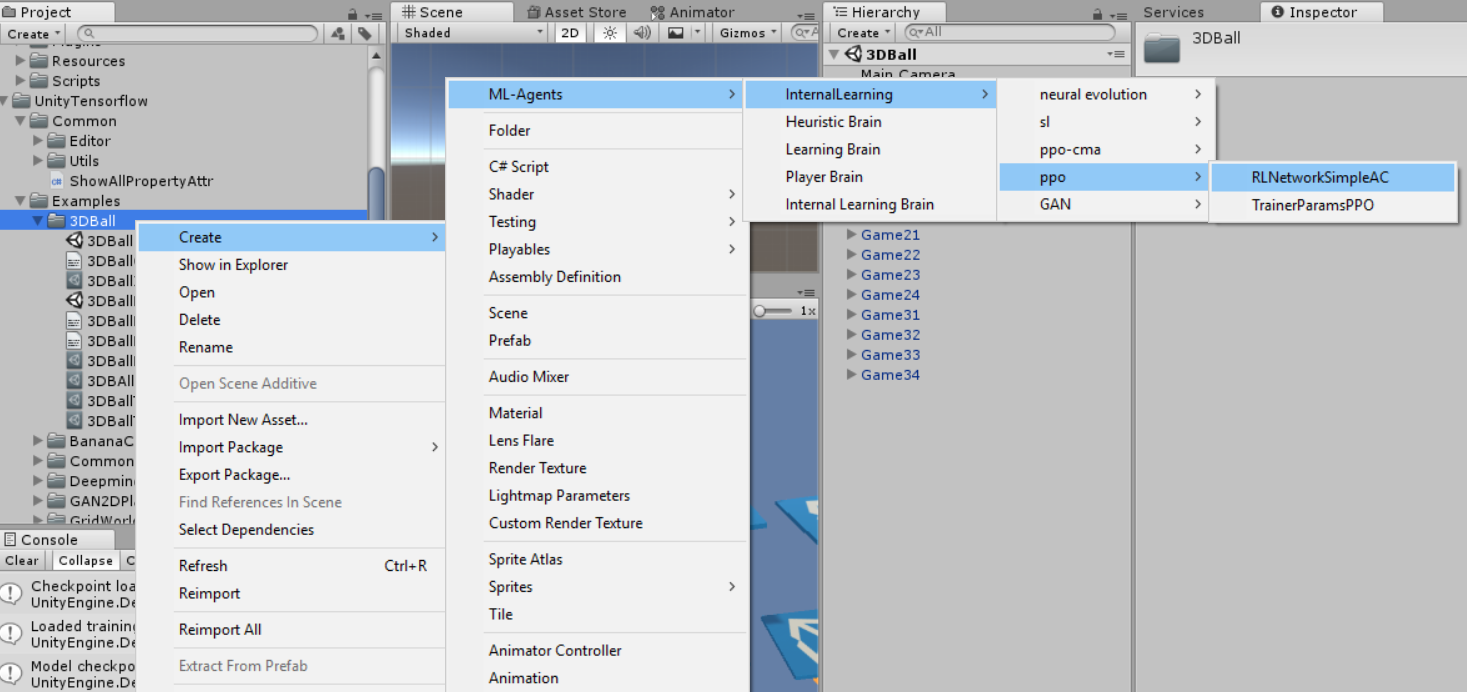 Project
Create
Plugins
Resources
Scripts
UnityTensorflow
Common
Editor
Utils
ShowAllPropertyAttr
Examples
3DBall
3DBall
3DBall
3DBall
3DBall
3DBall
3DBall
3DBall
3DBAll
3DBall
3DBall
BananaC
Common
Deepmin
GAN2DPl
GridWorl
Console
Clear
Collapse
C
Checkpoint loa
UnityEngine.De
Loaded training
UnityEngine.De
Model checkpo
UnityEngine.De
Create
Show in Explorer
Open
Delete
Rename
Open Scene Additive
Import New Asset...
Import Package
Export Package...
Find References In Scene
Select Dependencies
Refresh Ctrl+R
Reimport
Reimport All
Extract From Prefab
Scene
Asset Store
Animator
Shaded
2D
Gizmos
A
1x
ML-Agents
Folder
C# Script
Shader
Testing
Playables
Assembly Definition
Scene
Prefab
Audio Mixer
Material
Lens Flare
Render Texture
Lightmap Parameters
Custom Render Texture
Sprite Atlas
Sprites
Tile
Animator Controller
Animation
InternalLearning
Heuristic Brain
Learning Brain
Player Brain
Internal Learning Brain
neural evolution
sl
ppo-cma
ppo
GAN
RLNetworkSimpleAC
TrainerParamsPPO
Hierarchy
Create
All
3DBall
Main Camera
Game21
Game22
Game23
Game24
Game31
Game32
Game33
Game34
Services
Inspector
3DBall